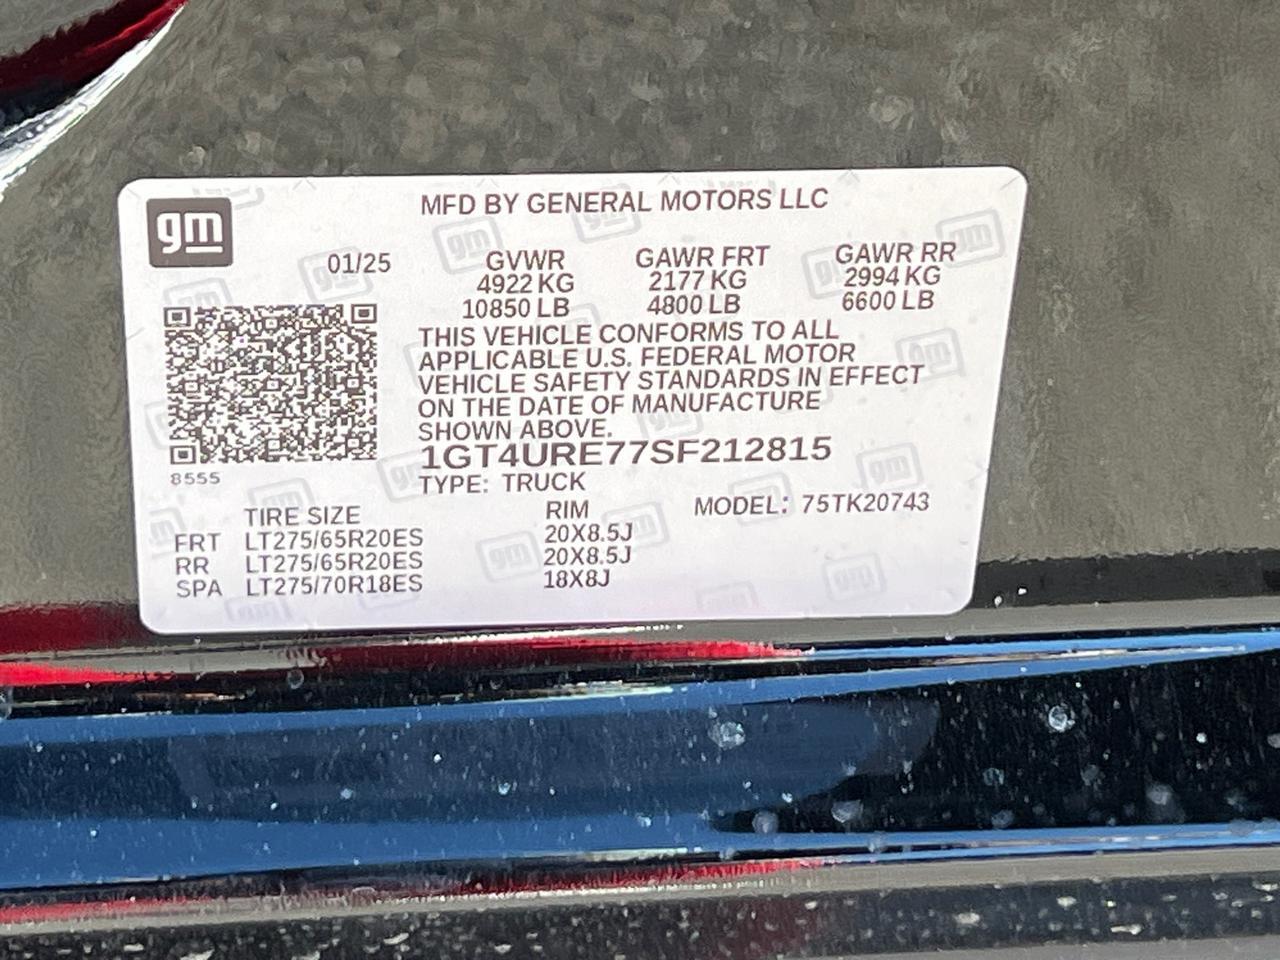 gm
MFD BY GENERAL MOTORS LLC
01/25 GVWR GAWR FRT GAWR RR
4922 KG 2177 KG 2994 KG
10850 LB 4800 LB 6600 LB
THIS VEHICLE CONFORMS TO ALL
APPLICABLE U.S. FEDERAL MOTOR
VEHICLE SAFETY STANDARDS IN EFFECT
ON THE DATE OF MANUFACTURE
SHOWN ABOVE.
1GT4URE77SF212815
8555
TYPE: TRUCK
MODEL: 75TK20743
TIRE SIZE RIM
FRT LT275/65R20ES 20X8.5J
RR LT275/65R20ES 20X8.5J
SPA LT275/70R18ES 18X8J